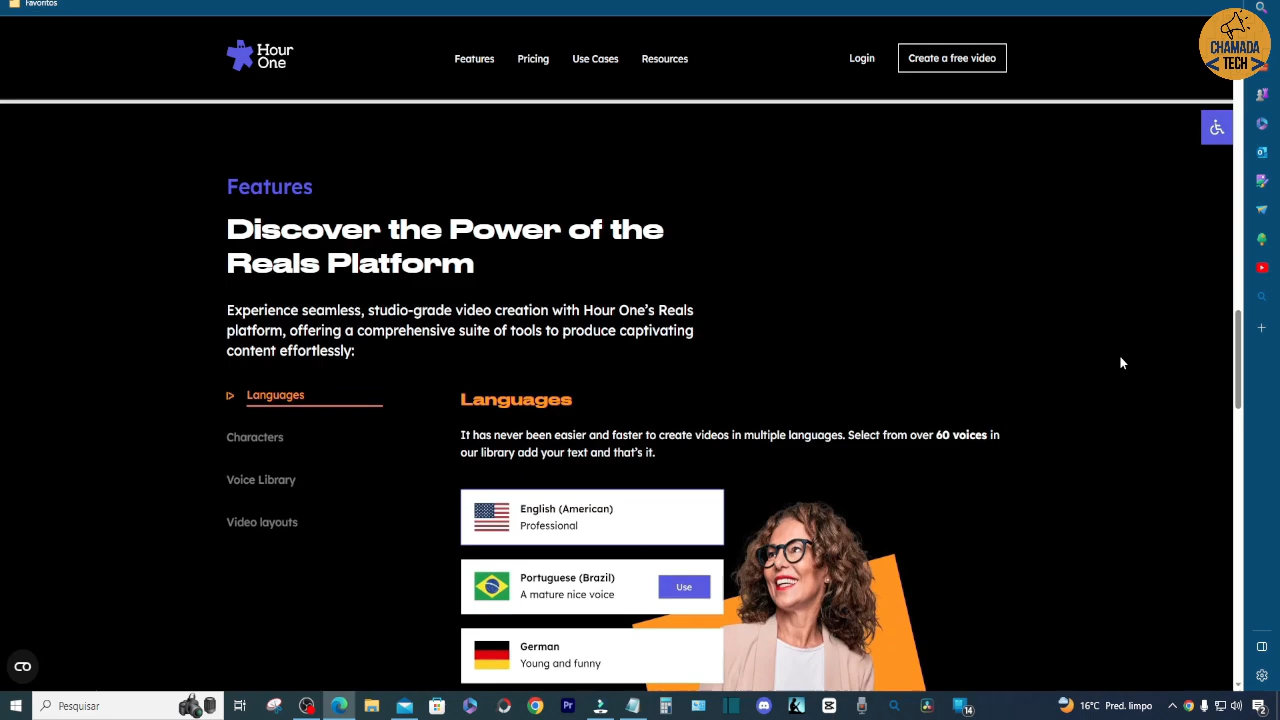 Favoritos
CHAMADA
TECH
Hour
One
Features
Pricing
Use Cases
Resources
Login
Create a free video
Features
Discover the Power of the
Reals Platform
Experience seamless, studio-grade video creation with Hour One's Reals
platform, offering a comprehensive suite of tools to produce captivating
content effortlessly:
Languages
Characters
Voice Library
Video layouts
Languages
It has never been easier and faster to create videos in multiple languages. Select from over 60 voices in
our library add your text and that's it.
English (American)
Professional
Portuguese (Brazil)
A mature nice voice
Use
German
Young and funny
Pesquisar
Pr
14
16°C Pred. limpo
2